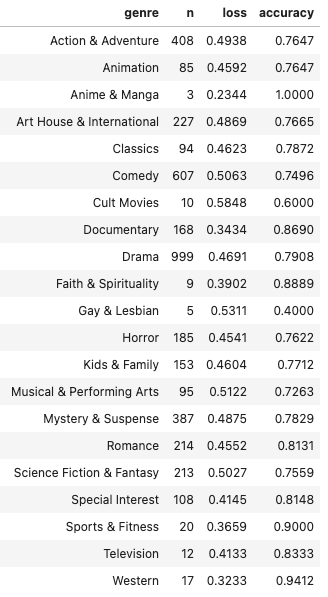 genre n loss accuracy
Action & Adventure 408 0.4938 0.7647
Animation 85 0.4592 0.7647
Anime & Manga 3 0.2344 1.0000
Art House & International 227 0.4869 0.7665
Classics 94 0.4623 0.7872
Comedy 607 0.5063 0.7496
Cult Movies 10 0.5848 0.6000
Documentary 168 0.3434 0.8690
Drama 999 0.4691 0.7908
Faith & Spirituality 9 0.3902 0.8889
Gay & Lesbian 5 0.5311 0.4000
Horror 185 0.4541 0.7622
Kids & Family 153 0.4604 0.7712
Musical & Performing Arts 95 0.5122 0.7263
Mystery & Suspense 387 0.4875 0.7829
Romance 214 0.4552 0.8131
Science Fiction & Fantasy 213 0.5027 0.7559
Special Interest 108 0.4145 0.8148
Sports & Fitness 20 0.3659 0.9000
Television 12 0.4133 0.8333
Western 17 0.3233 0.9412